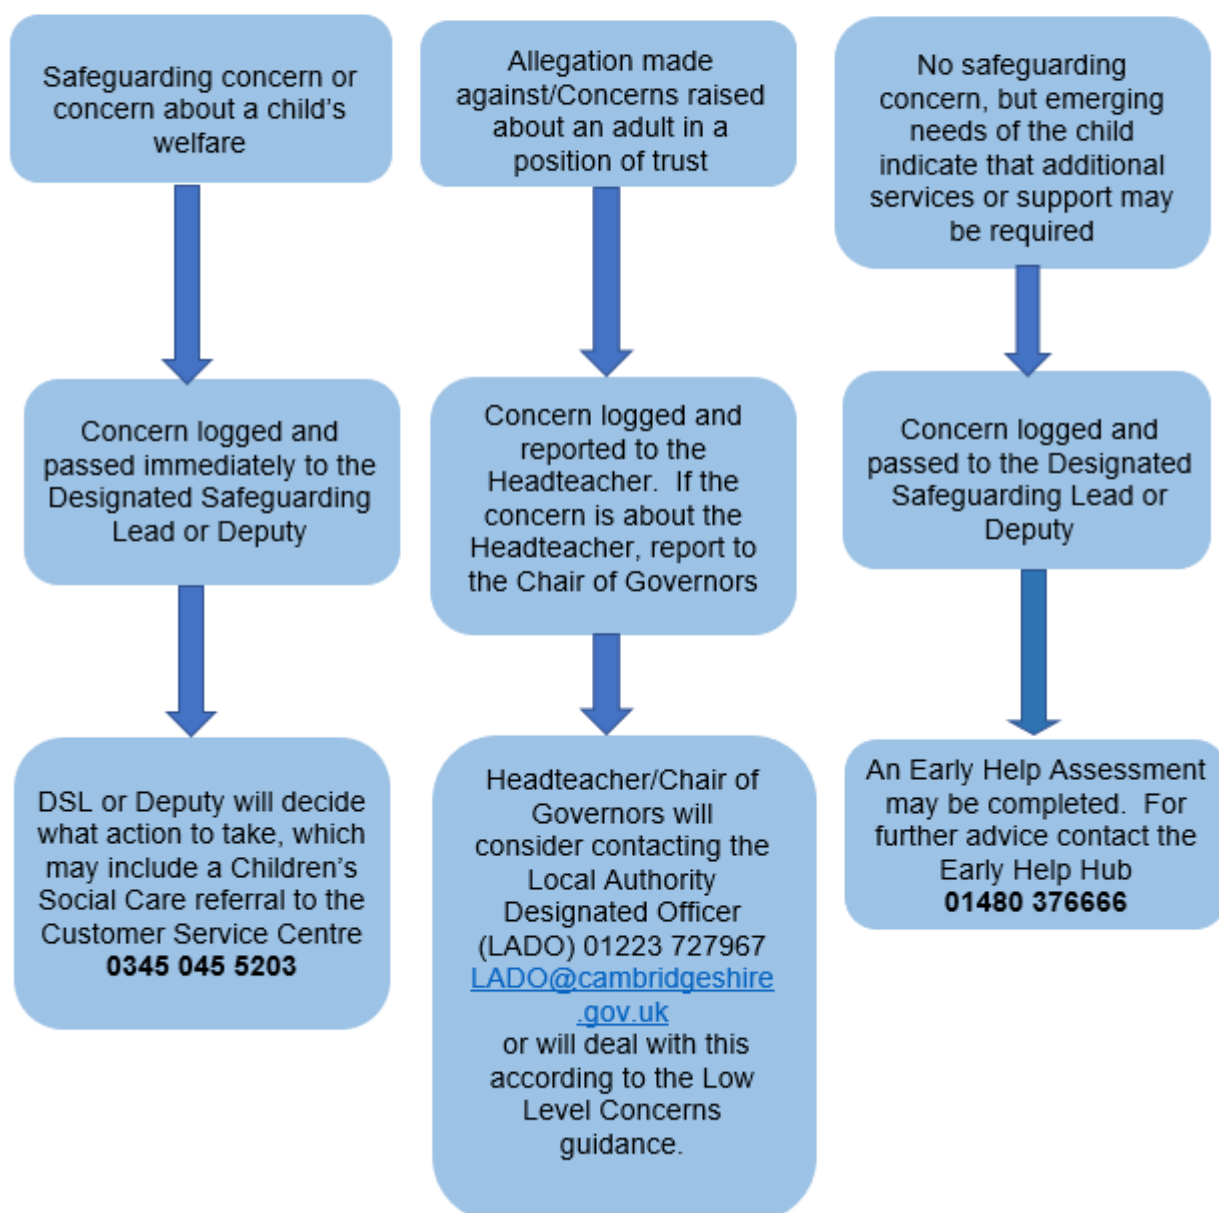 Safeguarding concern or
concern about a child's
welfare
Concern logged and
passed immediately to the
Designated Safeguarding
Lead or Deputy
DSL or Deputy will decide
what action to take, which
may include a Children's
Social Care referral to the
Customer Service Centre
0345 045 5203
Allegation made
against/Concerns raised
about an adult in a
position of trust
Concern logged and
reported to the
Headteacher.  If the
concern is about the
Headteacher, report to
the Chair of Governors
Headteacher/Chair of
Governors will
consider contacting the
Local Authority
Designated Officer
(LADO) 01223 727967
LADO@cambridgeshire
.gov.uk
or will deal with this
according to the Low
Level Concerns
guidance.
No safeguarding
concern, but emerging
needs of the child
indicate that additional
services or support may
be required
Concern logged and
passed to the Designated
Safeguarding Lead or
Deputy
An Early Help Assessment
may be completed.  For
further advice contact the
Early Help Hub
01480 376666